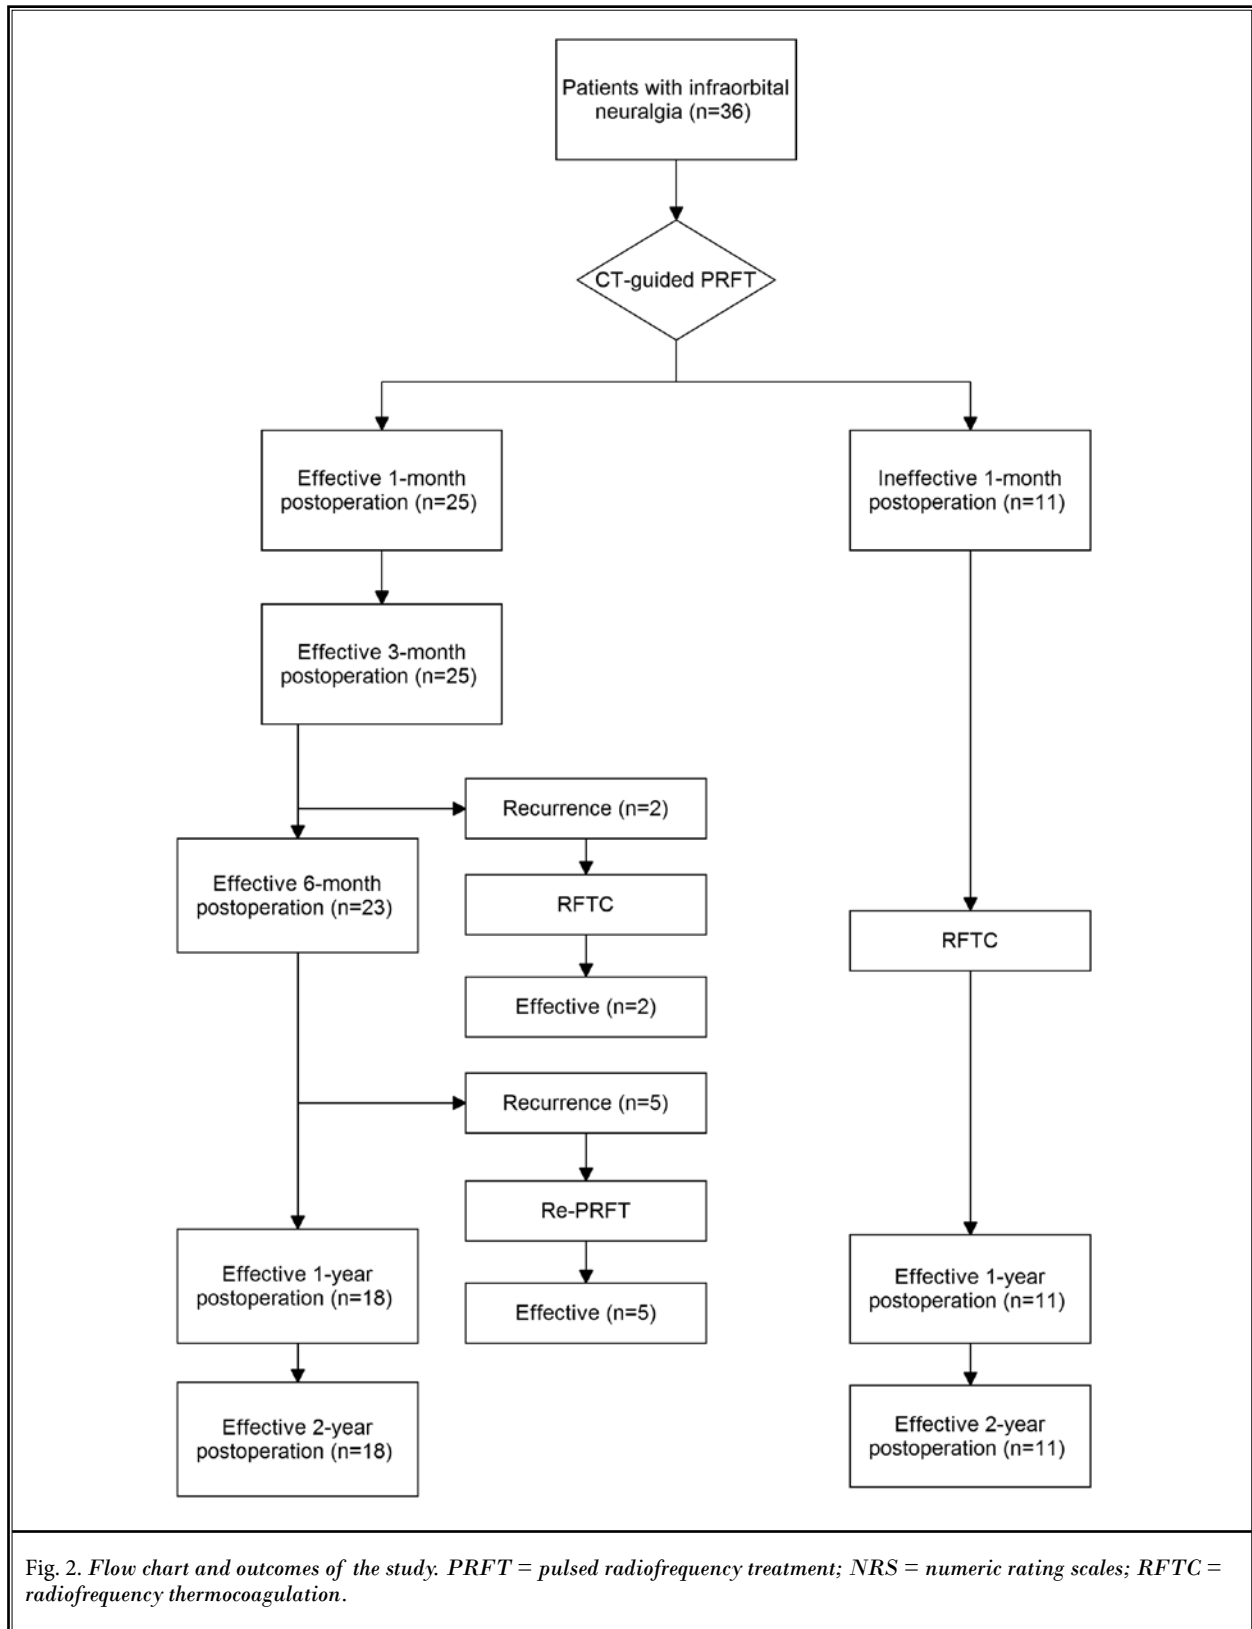 Patients with infraorbital
neuralgia (n=36)
CT-guided PRFT
Effective 1-month
postoperation (n=25)
Ineffective 1-month
postoperation (n=11)
Effective 3-month
postoperation (n=25)
Recurrence (n=2)
Effective 6-month
postoperation (n=23)
RFTC
RFTC
Effective (n=2)
Recurrence (n=5)
Re-PRFT
Effective 1-year
postoperation (n=18)
Effective (n=5)
Effective 1-year
postoperation (n=11)
Effective 2-year
postoperation (n=18)
Effective 2-year
postoperation (n=11)
Fig. 2. Flow chart and outcomes of the study. PRFT = pulsed radiofrequency treatment; NRS = numeric rating scales; RFTC =
radiofrequency thermocoagulation.